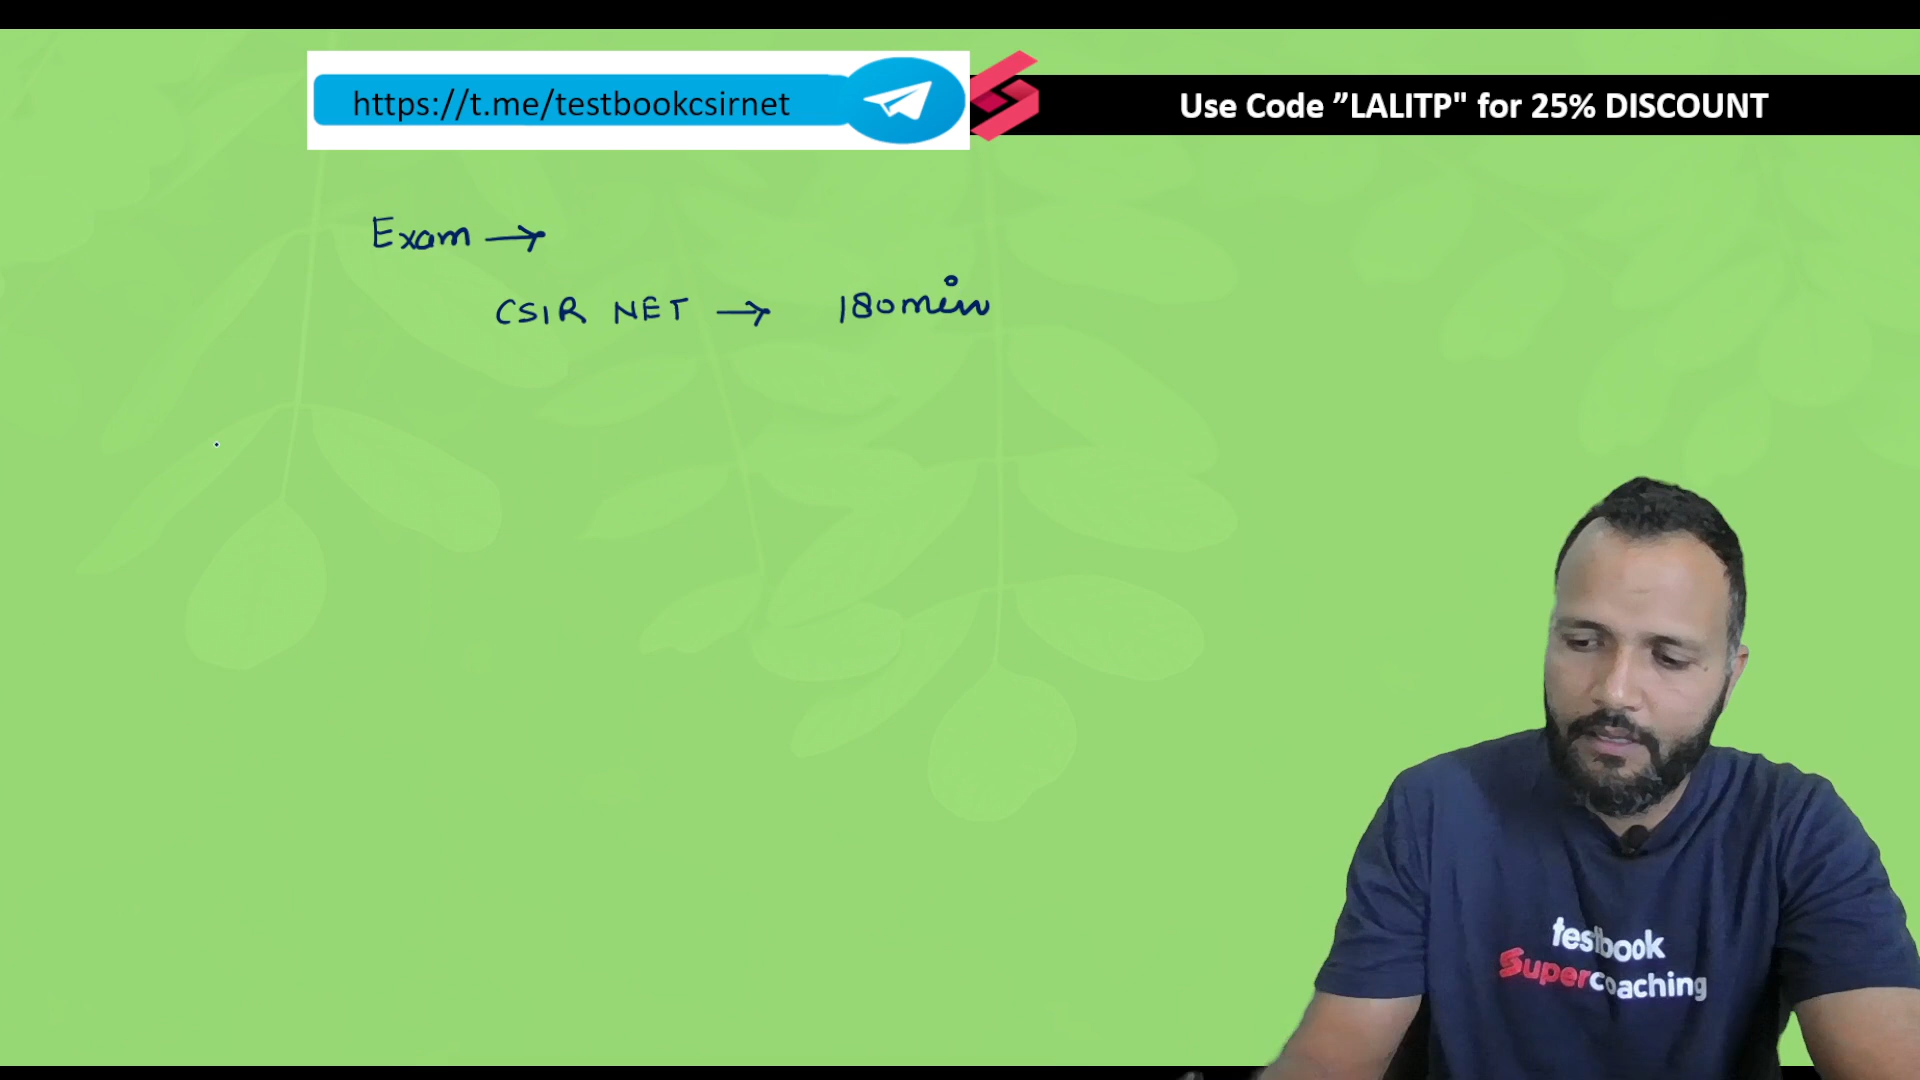 https://t.me/testbookcsirnet
Use Code ”LALITP" for 25% DISCOUNT
Exam →
CSIR NET → 180min
testbook
Supercoaching